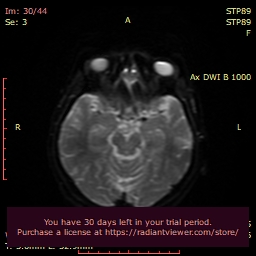 Im: 30/44
Se: 3
A
STP89
STP89
F
Ax DWI B 1000
R
L
You have 30 days left in your trial period.
Purchase a license at https://radiantviewer.com/store/